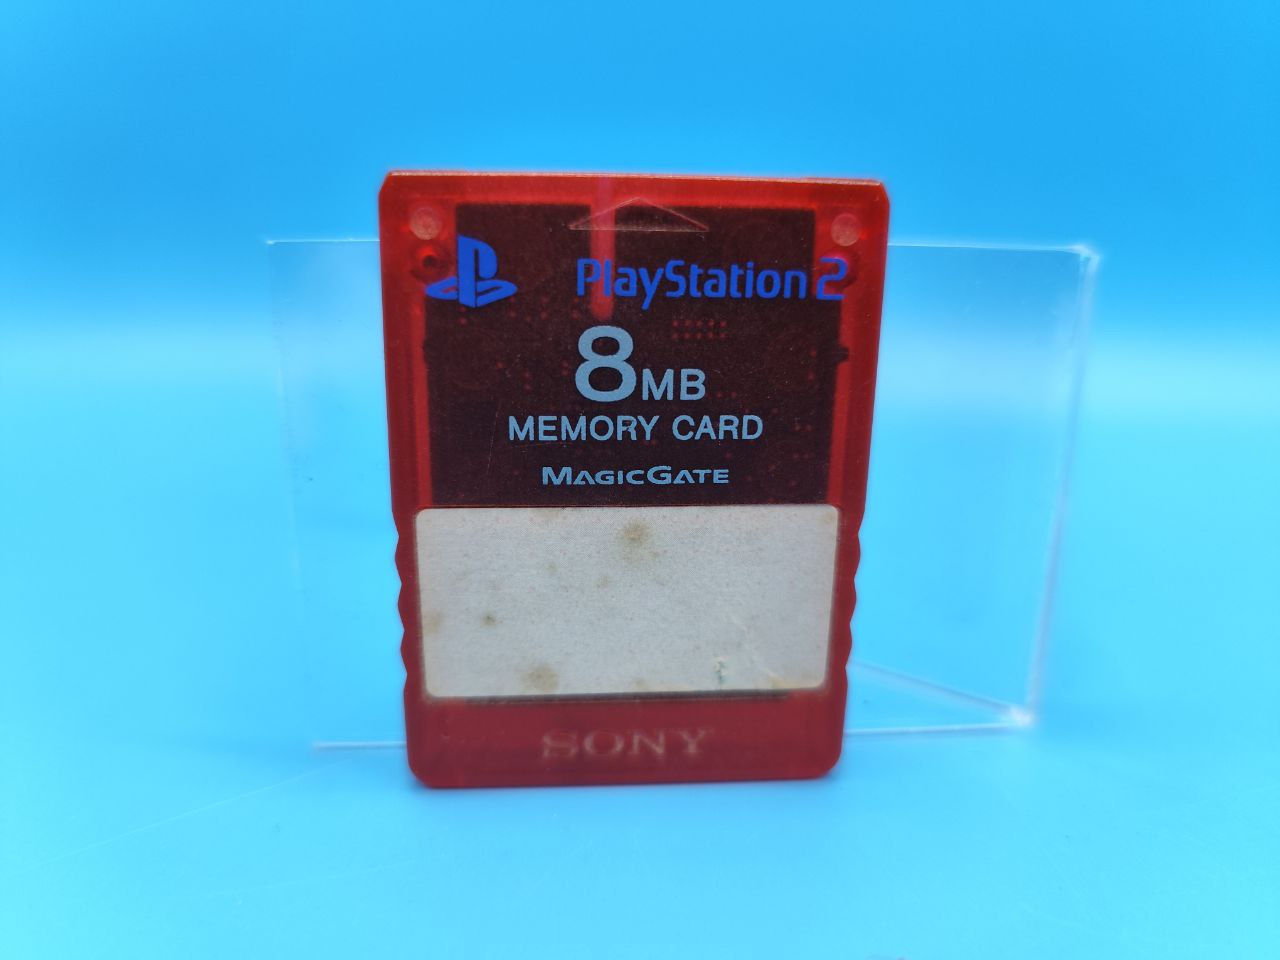 PlayStation 2
8MB
MEMORY CARD
MAGICGATE
SONY